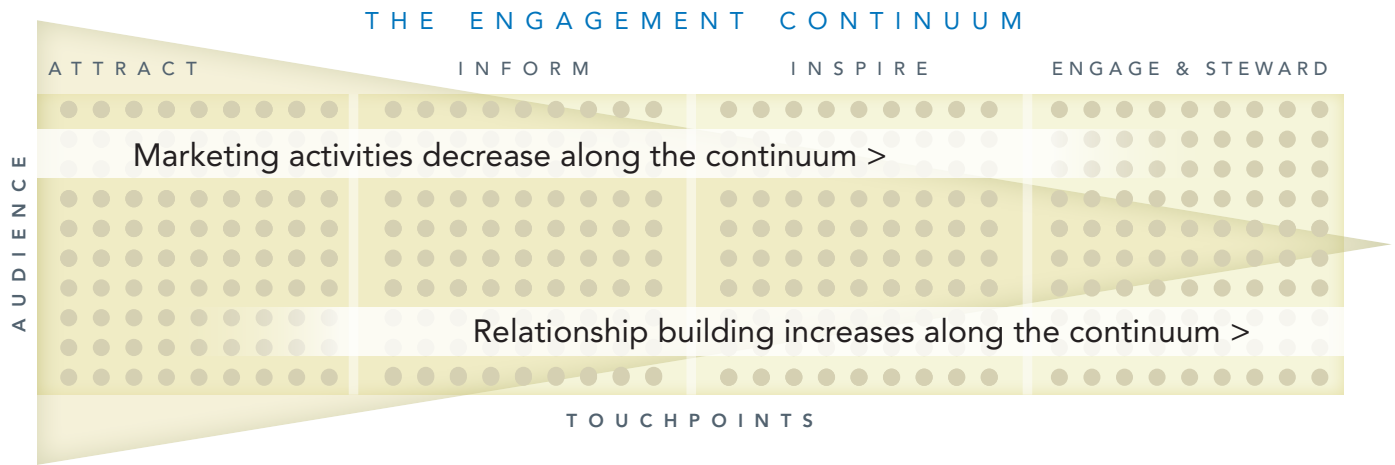 THE ENGAGEMENT CONTINUUM
ATTRACT
INFORM
INSPIRE
ENGAGE & STEWARD
AUDIENCE
Marketing activities decrease along the continuum >
Relationship building increases along the continuum >
TOUCHPOINTS